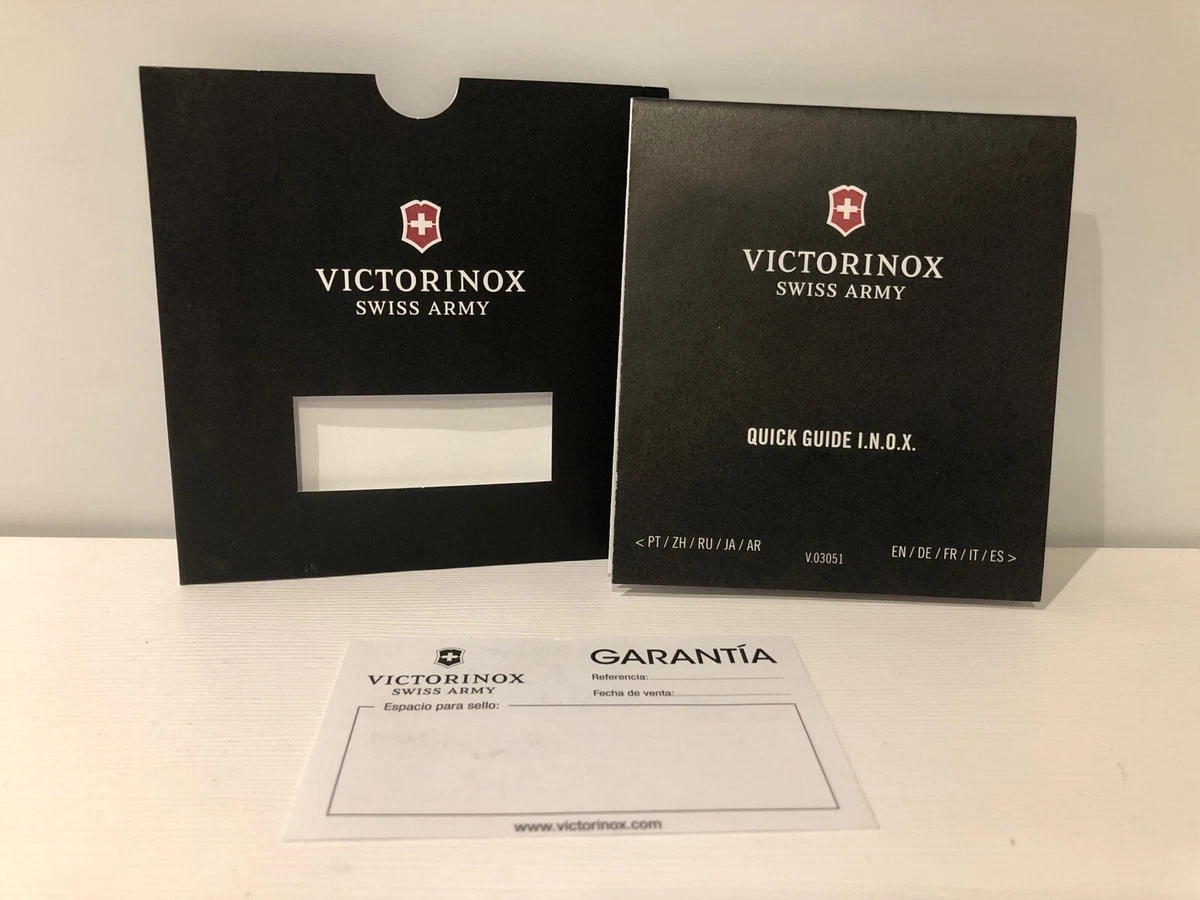 VICTORINOX
SWISS ARMY
VICTORINOX
SWISS ARMY
QUICK GUIDE I.N.O.X.
< PT / ZH / RU / JA / AR
V.03051
EN / DE / FR / IT / ES >
VICTORINOX
SWISS ARMY
GARANTÍA
Referencia:
Fecha de venta:
Espacio para sello:
www.victorinox.com